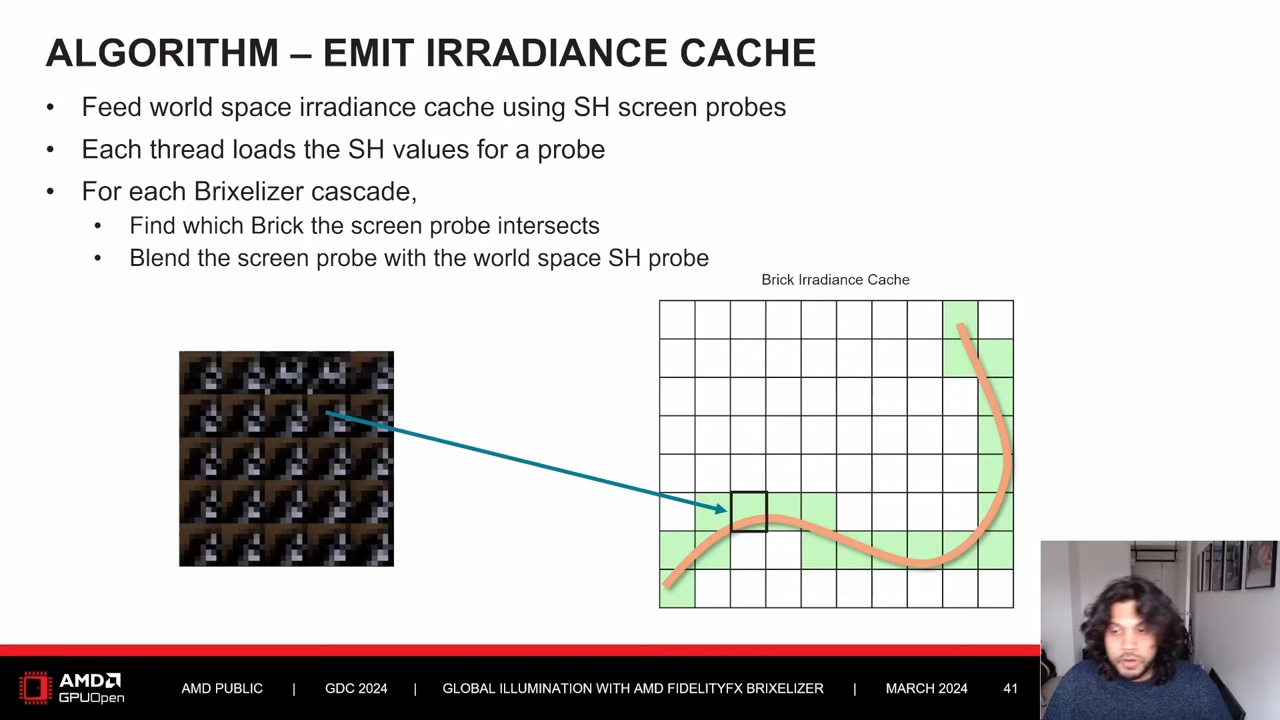 ALGORITHM – EMIT IRRADIANCE CACHE
• Feed world space irradiance cache using SH screen probes
• Each thread loads the SH values for a probe
• For each Brixelizer cascade,
• Find which Brick the screen probe intersects
• Blend the screen probe with the world space SH probe
Brick Irradiance Cache
AMD
GPUOpen
AMD PUBLIC | GDC 2024 | GLOBAL ILLUMINATION WITH AMD FIDELITYFX BRIXELIZER | MARCH 2024 41